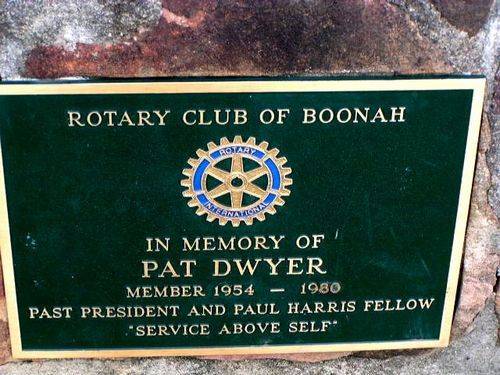 ROTARY CLUB OF BOONAH
ROTARY
INTERNATIONAL
IN MEMORY OF
PAT DWYER
MEMBER 1954 - 1980
PAST PRESIDENT AND PAUL HARRIS FELLOW
"SERVICE ABOVE SELF"